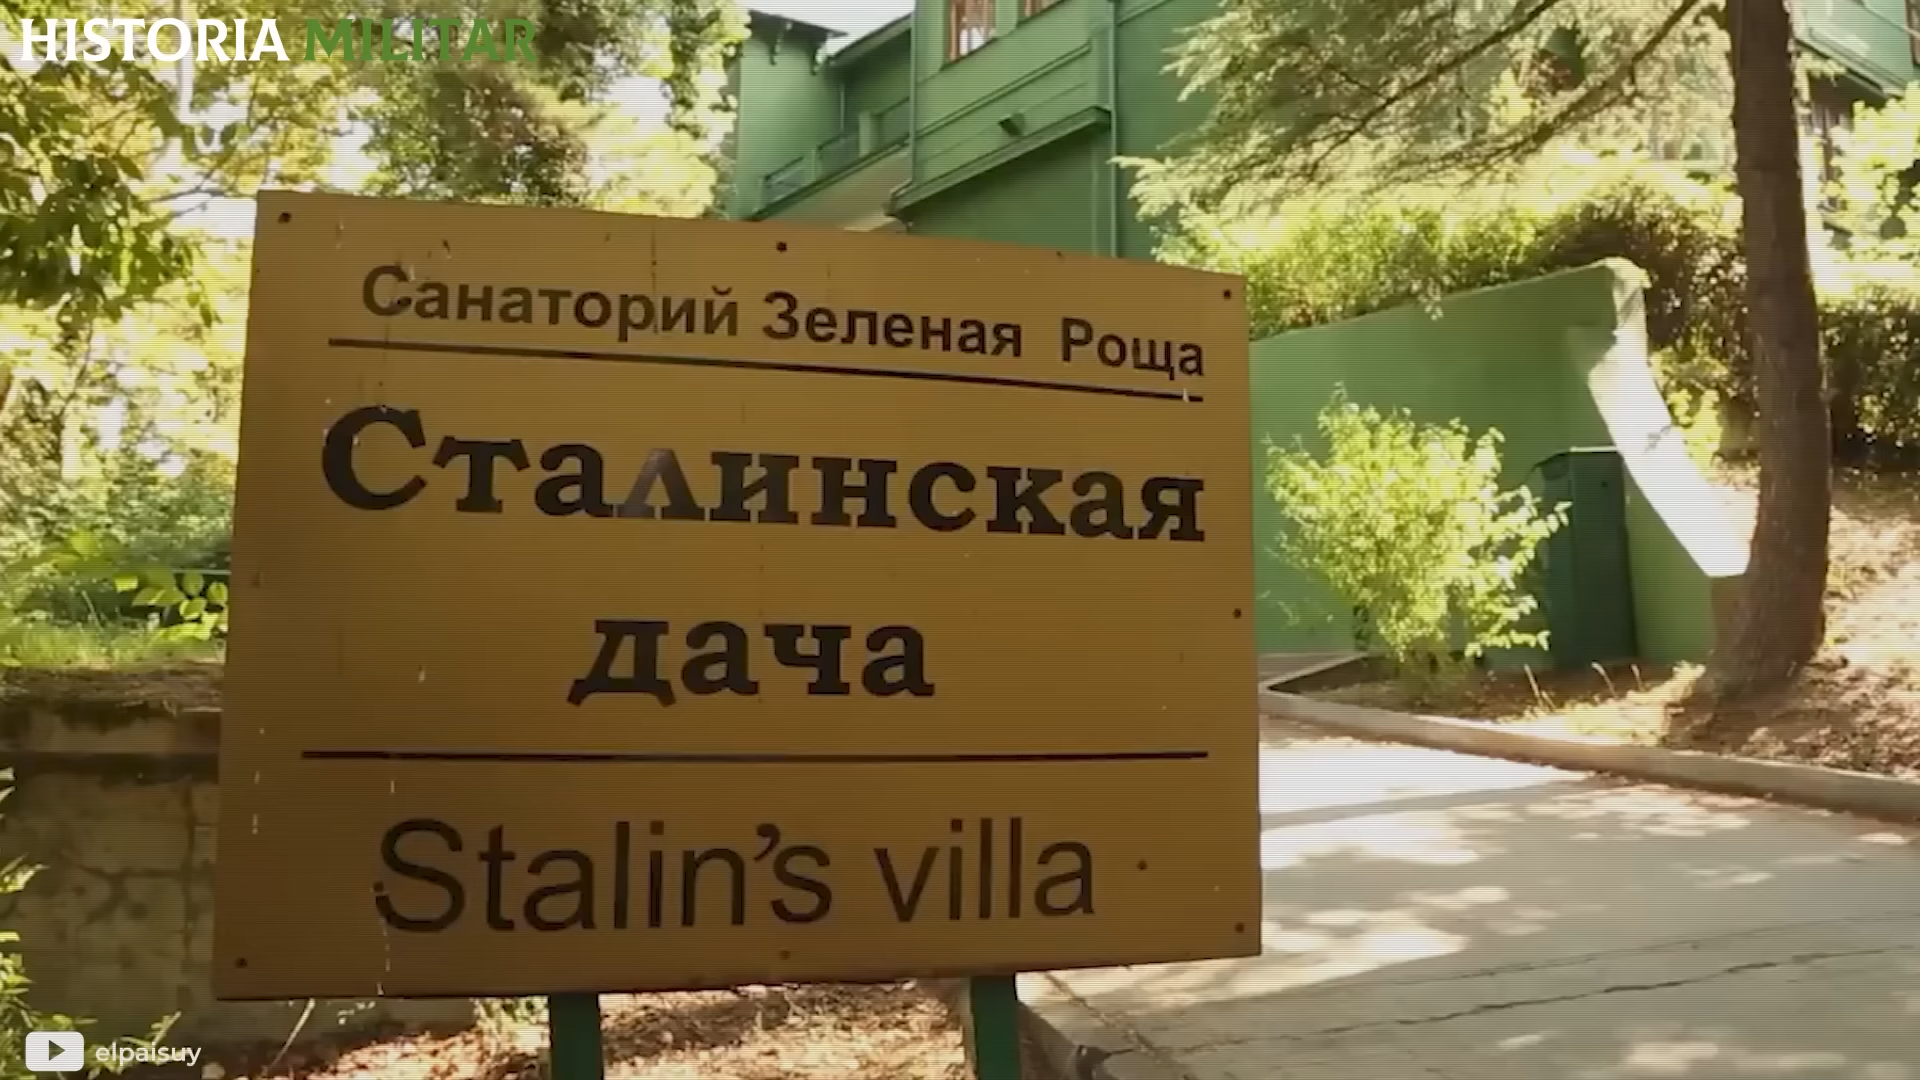 HISTORIA MILITAR
Санаторий Зеленая Роща
Сталинская
дача
Stalin's villa
elpaisuy